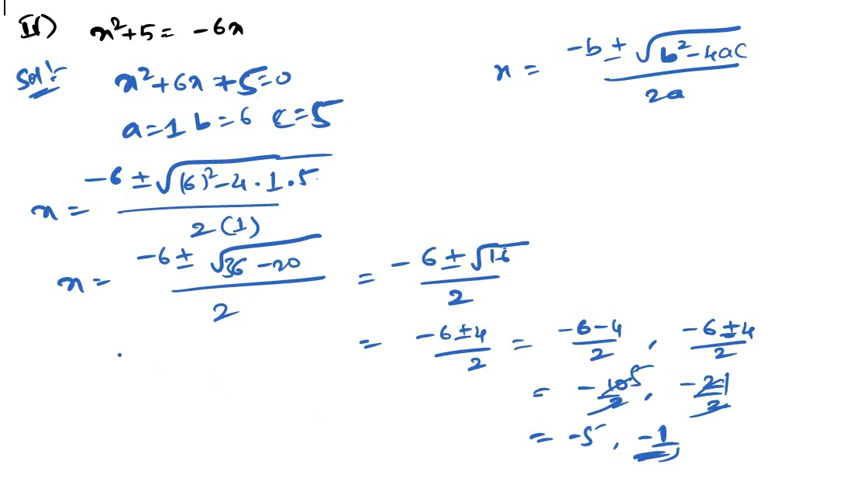 II) x²+5 = -6x
Sol:- x²+6x+5=0
x = (-b ± √(b²-4ac))/2a
a=1 b=6 c=5
x = (-6 ± √((6)²-4·1·5))/2(1)
x = (-6 ± √(36-20))/2 = (-6 ± √16)/2
= (-6±4)/2 = (-6-4)/2 , (-6±4)/2
= -10/2 5 , -2/2 1
= -5 , -1